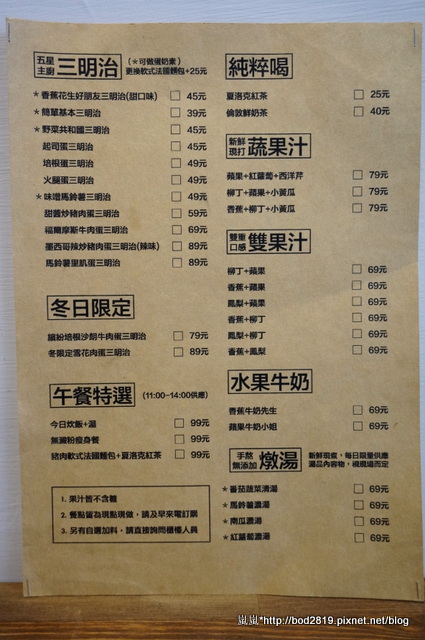 五星主廚 三明治 (*可做蛋奶素) 更換軟式法國麵包+25元
*香蕉花生好朋友三明治(甜口味) □ 45元
*簡單基本三明治 □ 39元
*野菜共和國三明治 □ 45元
起司蛋三明治 □ 45元
培根蛋三明治 □ 49元
火腿蛋三明治 □ 49元
*味噌馬鈴薯三明治 □ 49元
甜醬炒豬肉蛋三明治 □ 59元
福爾摩斯牛肉蛋三明治 □ 69元
墨西哥辣炒豬肉蛋三明治(辣味) □ 89元
馬鈴薯里肌蛋三明治 □ 89元
冬日限定
繽紛培根沙朗牛肉蛋三明治 □ 79元
冬限定雪花肉蛋三明治 □ 89元
午餐特選 (11:00-14:00供應)
今日炊飯+湯 □ 99元
無澱粉瘦身餐 □ 99元
豬肉軟式法國麵包+夏洛克紅茶 □ 99元
1. 果汁皆不含糖
2. 餐點皆為現點現做，請及早來電訂購
3. 另有自選加料，請直接詢問櫃檯人員
純粹喝
夏洛克紅茶 □ 25元
倫敦鮮奶茶 □ 40元
新鮮現打 蔬果汁
蘋果+紅蘿蔔+西洋芹 □ 79元
柳丁+蘋果+小黃瓜 □ 79元
香蕉+柳丁+小黃瓜 □ 79元
雙重口感 雙果汁
柳丁+蘋果 □ 69元
香蕉+蘋果 □ 69元
鳳梨+蘋果 □ 69元
香蕉+柳丁 □ 69元
鳳梨+柳丁 □ 69元
香蕉+鳳梨 □ 69元
水果牛奶
香蕉牛奶先生 □ 69元
蘋果牛奶小姐 □ 69元
手熬無添加 燉湯 新鮮現煮，每日限量供應
湯品內容物，視現場而定
*番茄蔬菜清湯 □ 69元
*馬鈴薯濃湯 □ 69元
*南瓜濃湯 □ 69元
*紅蘿蔔濃湯 □ 69元
嵐嵐*http://bod2819.pixnet.net/blog